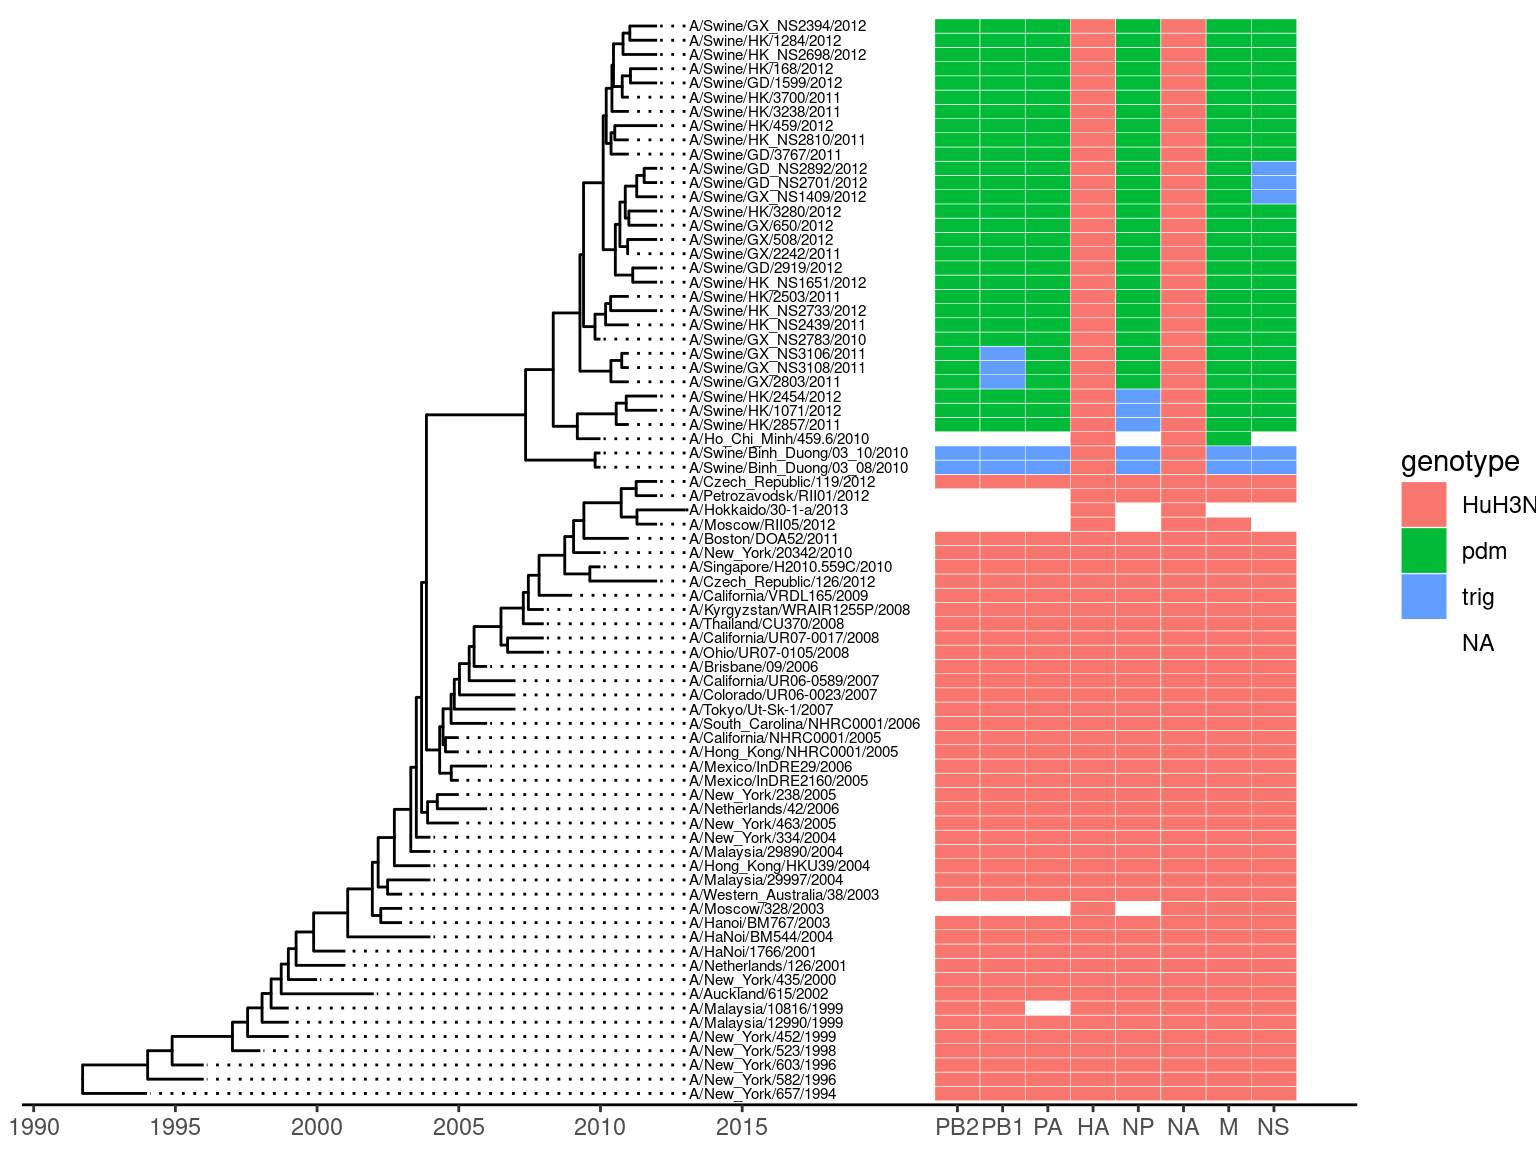 A/Swine/GX_NS2394/2012
A/Swine/HK/1284/2012
A/Swine/HK_NS2698/2012
A/Swine/HK/168/2012
A/Swine/GD/1599/2012
A/Swine/HK/3700/2011
A/Swine/HK/3238/2011
A/Swine/HK/459/2012
A/Swine/HK_NS2810/2011
A/Swine/GD/3767/2011
A/Swine/GD_NS2892/2012
A/Swine/GD_NS2701/2012
A/Swine/GX_NS1409/2012
A/Swine/HK/3280/2012
A/Swine/GX/650/2012
A/Swine/GX/508/2012
A/Swine/GX/2242/2011
A/Swine/GD/2919/2012
A/Swine/HK_NS1651/2012
A/Swine/HK/2503/2011
A/Swine/HK_NS2733/2012
A/Swine/HK_NS2439/2011
A/Swine/GX_NS2783/2010
A/Swine/GX_NS3106/2011
A/Swine/GX_NS3108/2011
A/Swine/GX/2803/2011
A/Swine/HK/2454/2012
A/Swine/HK/1071/2012
A/Swine/HK/2857/2011
A/Ho_Chi_Minh/459.6/2010
A/Swine/Binh_Duong/03_10/2010
A/Swine/Binh_Duong/03_08/2010
A/Czech_Republic/119/2012
A/Petrozavodsk/RII01/2012
A/Hokkaido/30-1-a/2013
A/Moscow/RII05/2012
A/Boston/DOA52/2011
A/New_York/20342/2010
A/Singapore/H2010.559C/2010
A/Czech_Republic/126/2012
A/California/VRDL165/2009
A/Kyrgyzstan/WRAIR1255P/2008
A/Thailand/CU370/2008
A/California/UR07-0017/2008
A/Ohio/UR07-0105/2008
A/Brisbane/09/2006
A/California/UR06-0589/2007
A/Colorado/UR06-0023/2007
A/Tokyo/Ut-Sk-1/2007
A/South_Carolina/NHRC0001/2006
A/California/NHRC0001/2005
A/Hong_Kong/NHRC0001/2005
A/Mexico/InDRE29/2006
A/Mexico/InDRE2160/2005
A/New_York/238/2005
A/Netherlands/42/2006
A/New_York/463/2005
A/New_York/334/2004
A/Malaysia/29890/2004
A/Hong_Kong/HKU39/2004
A/Malaysia/29997/2004
A/Western_Australia/38/2003
A/Moscow/328/2003
A/Hanoi/BM767/2003
A/HaNoi/BM544/2004
A/HaNoi/1766/2001
A/Netherlands/126/2001
A/New_York/435/2000
A/Auckland/615/2002
A/Malaysia/10816/1999
A/Malaysia/12990/1999
A/New_York/452/1999
A/New_York/523/1998
A/New_York/603/1996
A/New_York/582/1996
A/New_York/657/1994
1990 1995 2000 2005 2010 2015 PB2 PB1 PA HA NP NA M NS
genotype
HuH3N
pdm
trig
NA